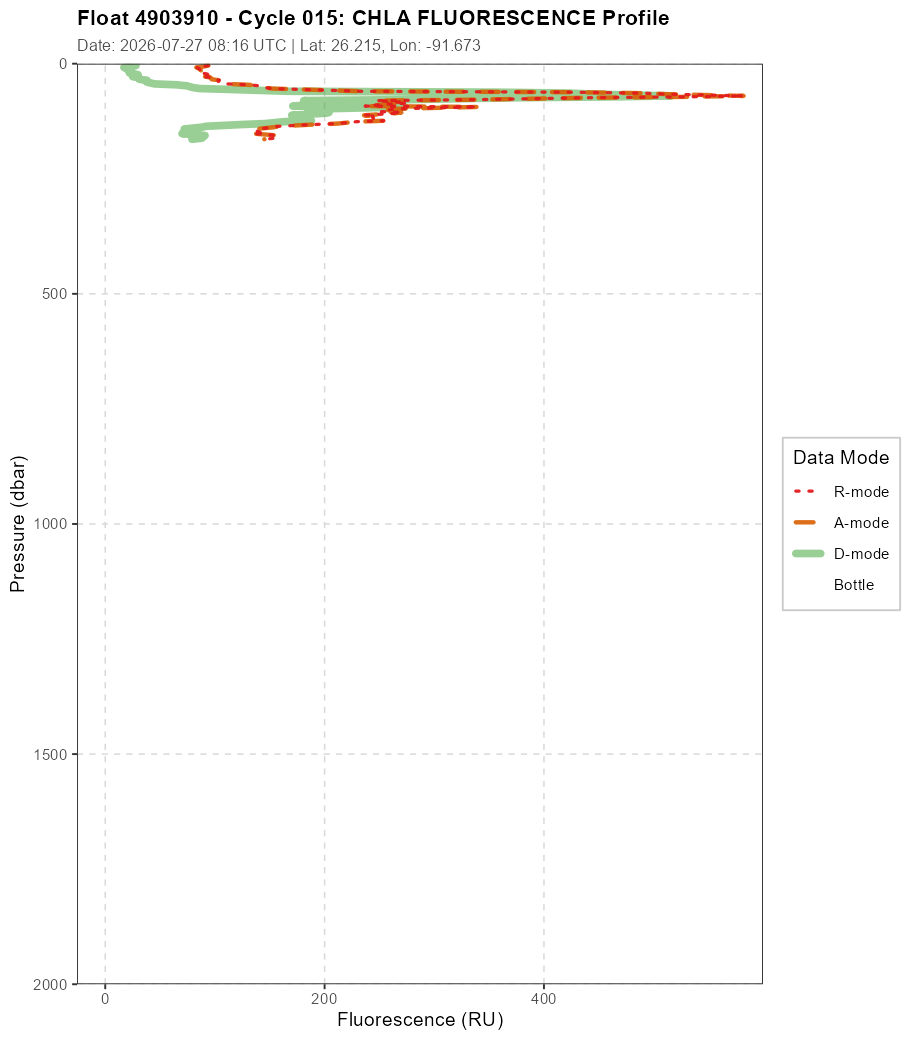 Float 4903910 - Cycle 015: CHLA FLUORESCENCE Profile
Date: 2026-07-27 08:16 UTC | Lat: 26.215, Lon: -91.673
0
500
1000
1500
2000
Pressure (dbar)
0 200 400
Fluorescence (RU)
Data Mode
R-mode
A-mode
D-mode
Bottle